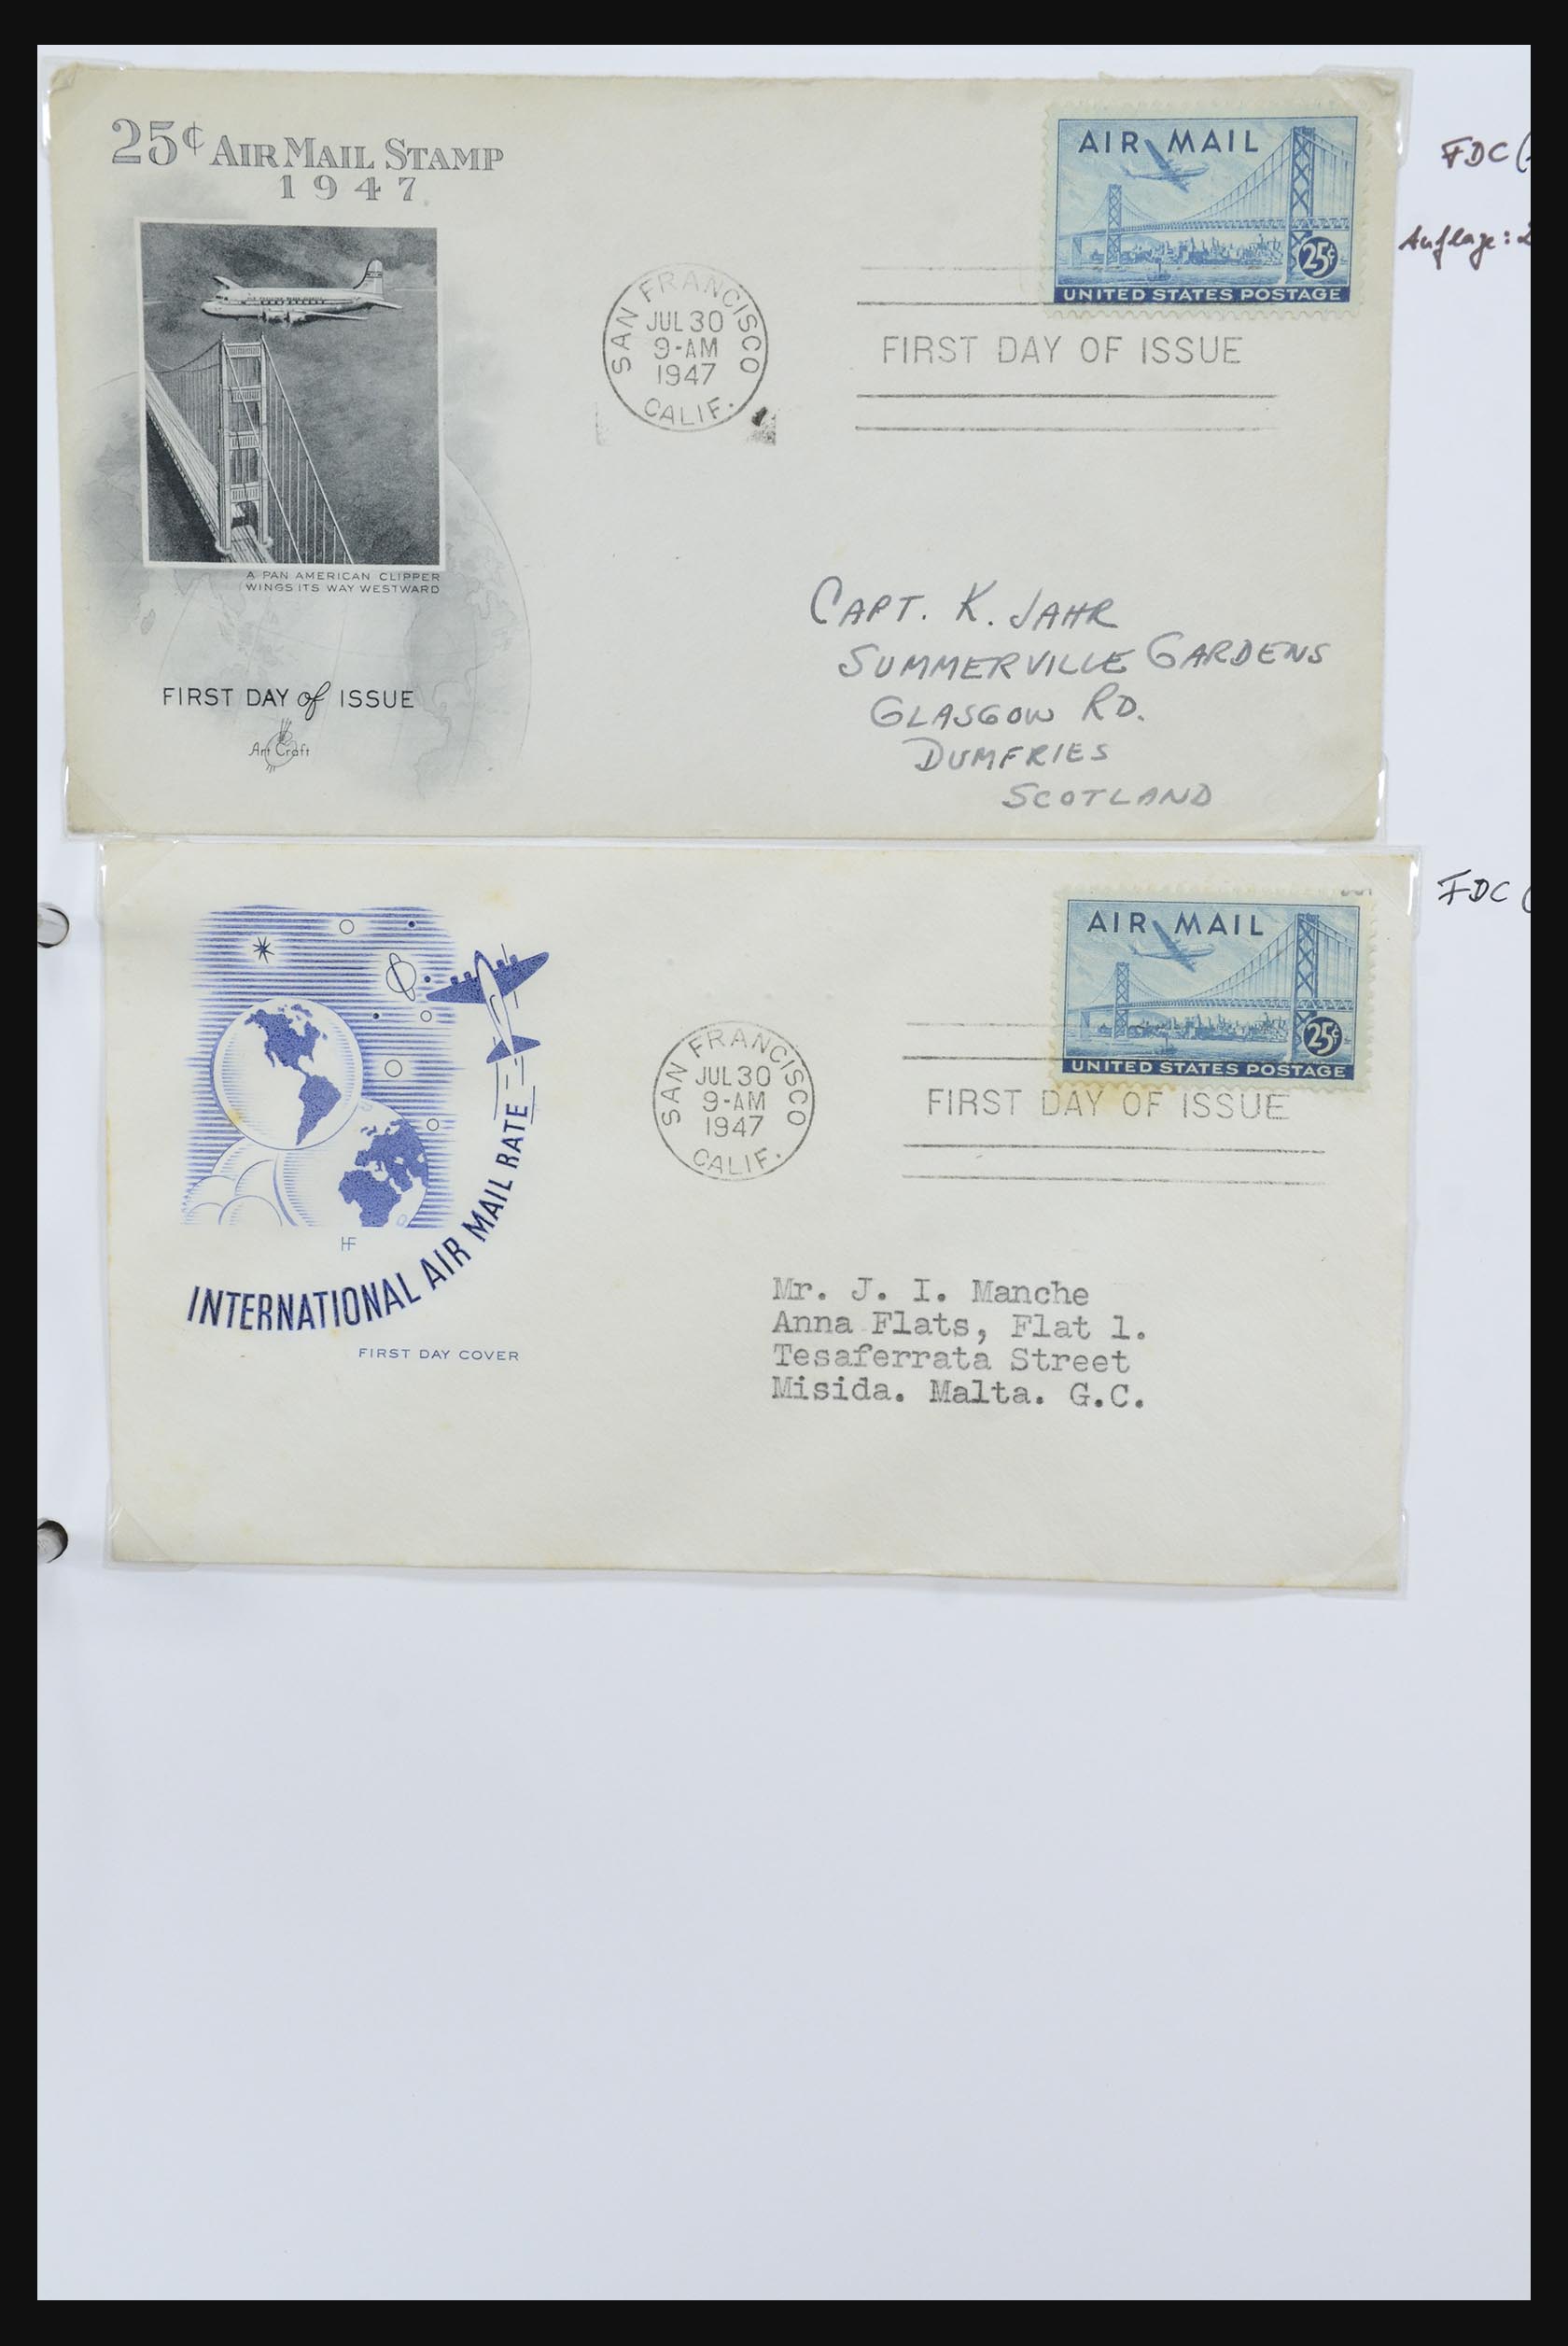 25¢ AIR MAIL STAMP
1947
A PAN AMERICAN CLIPPER
WINGS ITS WAY WESTWARD
FIRST DAY of ISSUE
Art Craft
SAN FRANCISCO
JUL 30
9-AM
1947
CALIF.
FIRST DAY OF ISSUE
AIR MAIL
25¢
UNITED STATES POSTAGE
CAPT. K. JAHR
SUMMERVILLE GARDENS
GLASGOW RD.
DUMFRIES
SCOTLAND
FDC (
Auflage:
HF
INTERNATIONAL AIR MAIL RATE
FIRST DAY COVER
SAN FRANCISCO
JUL 30
9-AM
1947
CALIF.
FIRST DAY OF ISSUE
AIR MAIL
25¢
UNITED STATES POSTAGE
Mr. J. I. Manche
Anna Flats, Flat 1.
Tesaferrata Street
Misida. Malta. G.C.
FDC (